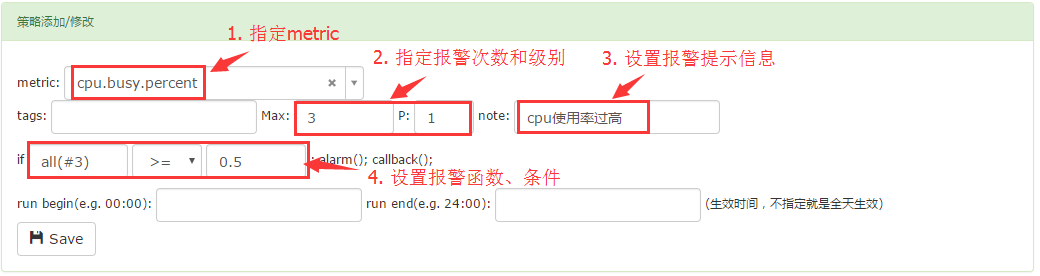 策略添加/修改
1. 指定metric
2. 指定报警次数和级别
3. 设置报警提示信息
metric: cpu.busy.percent
tags: Max: 3 P: 1 note: cpu使用率过高
if all(#3) >= 0.5 : alarm(); callback();
4. 设置报警函数、条件
run begin(e.g. 00:00): run end(e.g. 24:00): (生效时间，不指定就是全天生效)
Save